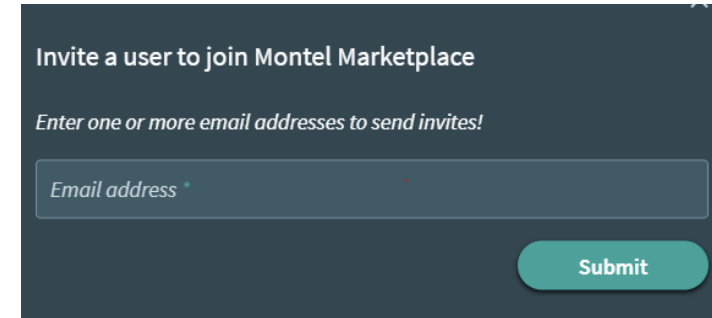 Invite a user to join Montel Marketplace
Enter one or more email addresses to send invites!
Email address *
Submit